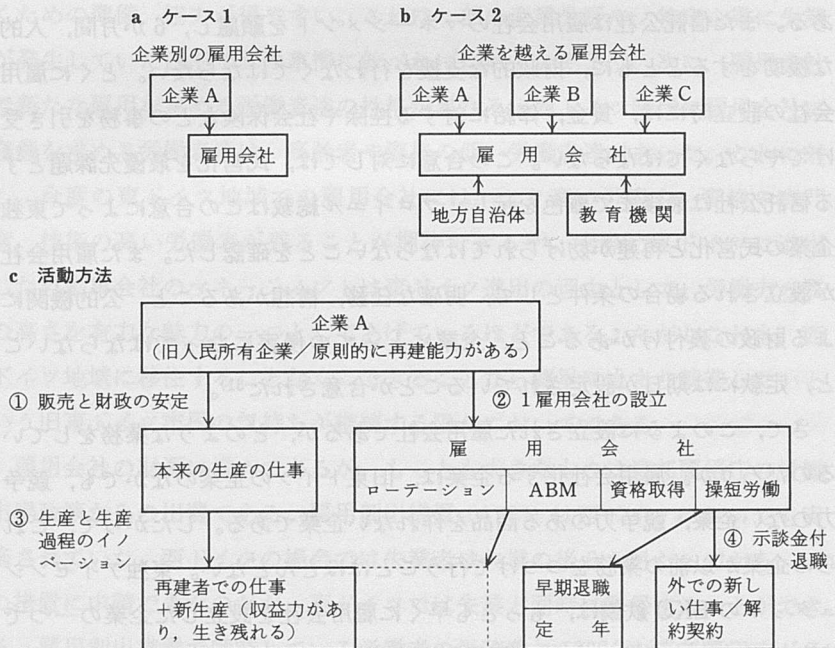 a ケース1
企業別の雇用会社
企業A
雇用会社
b ケース2
企業を越える雇用会社
企業A
企業B
企業C
雇用会社
地方自治体
教育機関
c 活動方法
企業A
(旧人民所有企業/原則的に再建能力がある)
① 販売と財政の安定
② 1雇用会社の設立
本来の生産の仕事
雇用会社
ローテーション
ABM
資格取得
操短労働
③ 生産と生産
過程のイノ
ベーション
④ 示談金付
退職
再建者での仕事
+新生産(収益力があ
り,生き残れる)
早期退職
定年
外での新し
い仕事/解
約契約